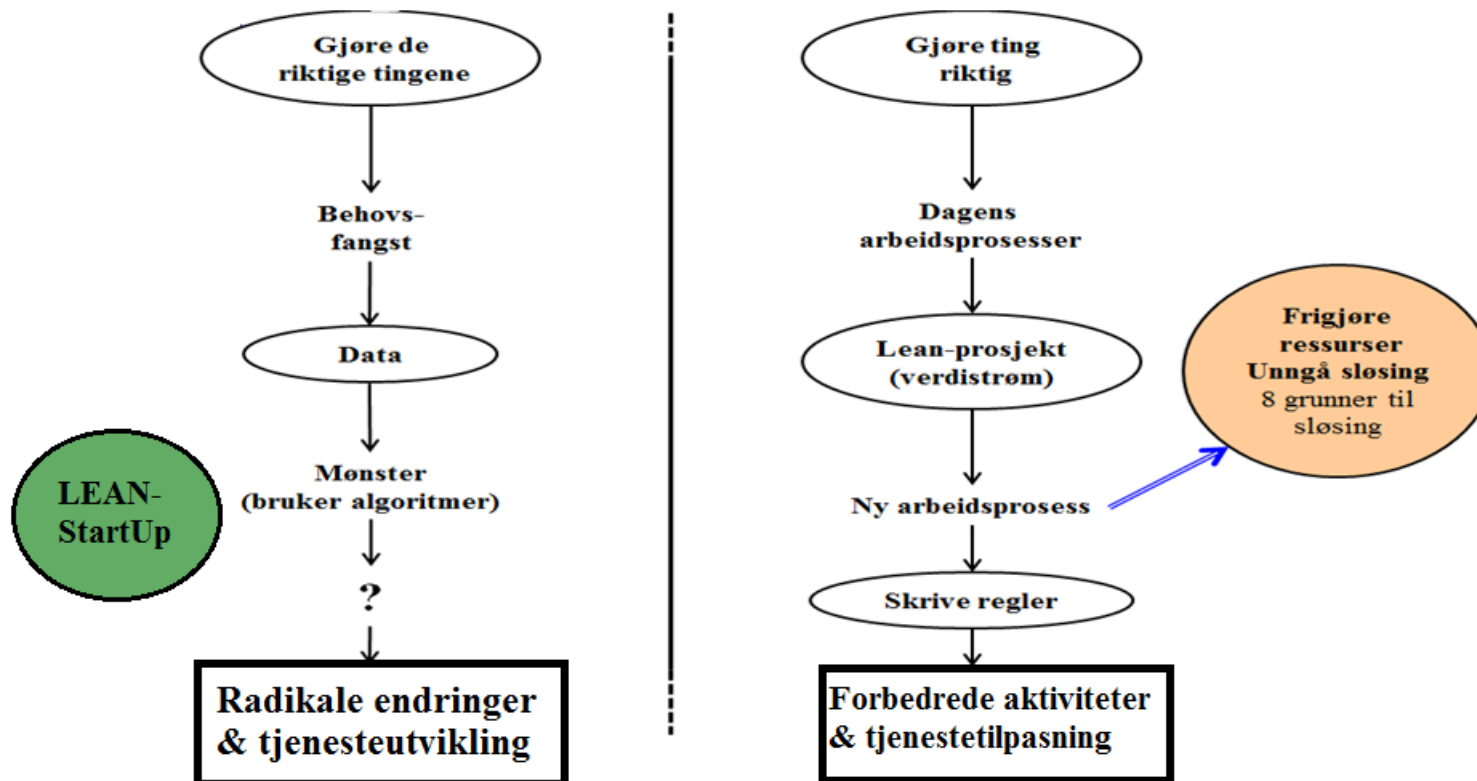 Gjøre de
riktige tingene
Behovs-
fangst
Data
Mønster
(bruker algoritmer)
?
Radikale endringer
& tjenesteutvikling
LEAN-
StartUp
Gjøre ting
riktig
Dagens
arbeidsprosesser
Lean-prosjekt
(verdistrøm)
Ny arbeidsprosess
Skrive regler
Forbedrede aktiviteter
& tjenestetilpasning
Frigjøre
ressurser
Unngå sløsing
8 grunner til
sløsing